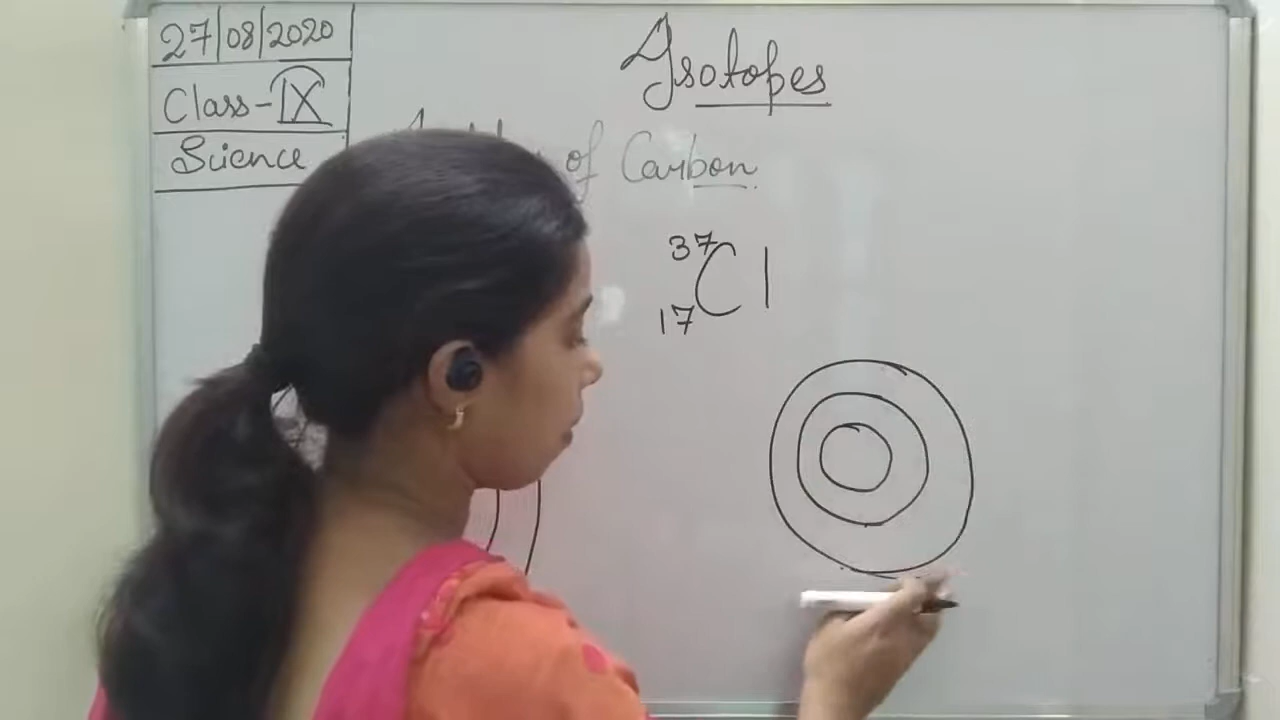 27/08/2020
Class-IX
Science
Isotopes
of Carbon
37
Cl
17